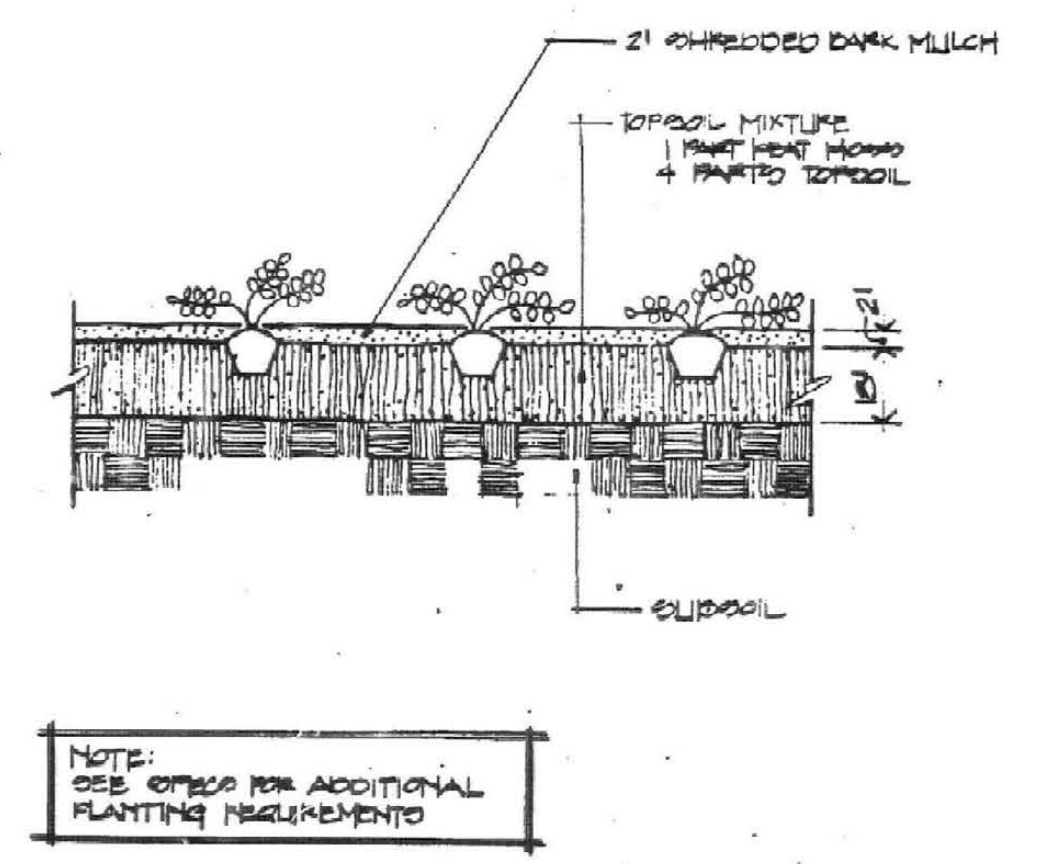 2" SHREDDED BARK MULCH
TOPSOIL MIXTURE
1 PART PEAT MOSS
4 PARTS TOPSOIL
SUBSOIL
NOTE:
SEE SPECS FOR ADDITIONAL
PLANTING REQUIREMENTS